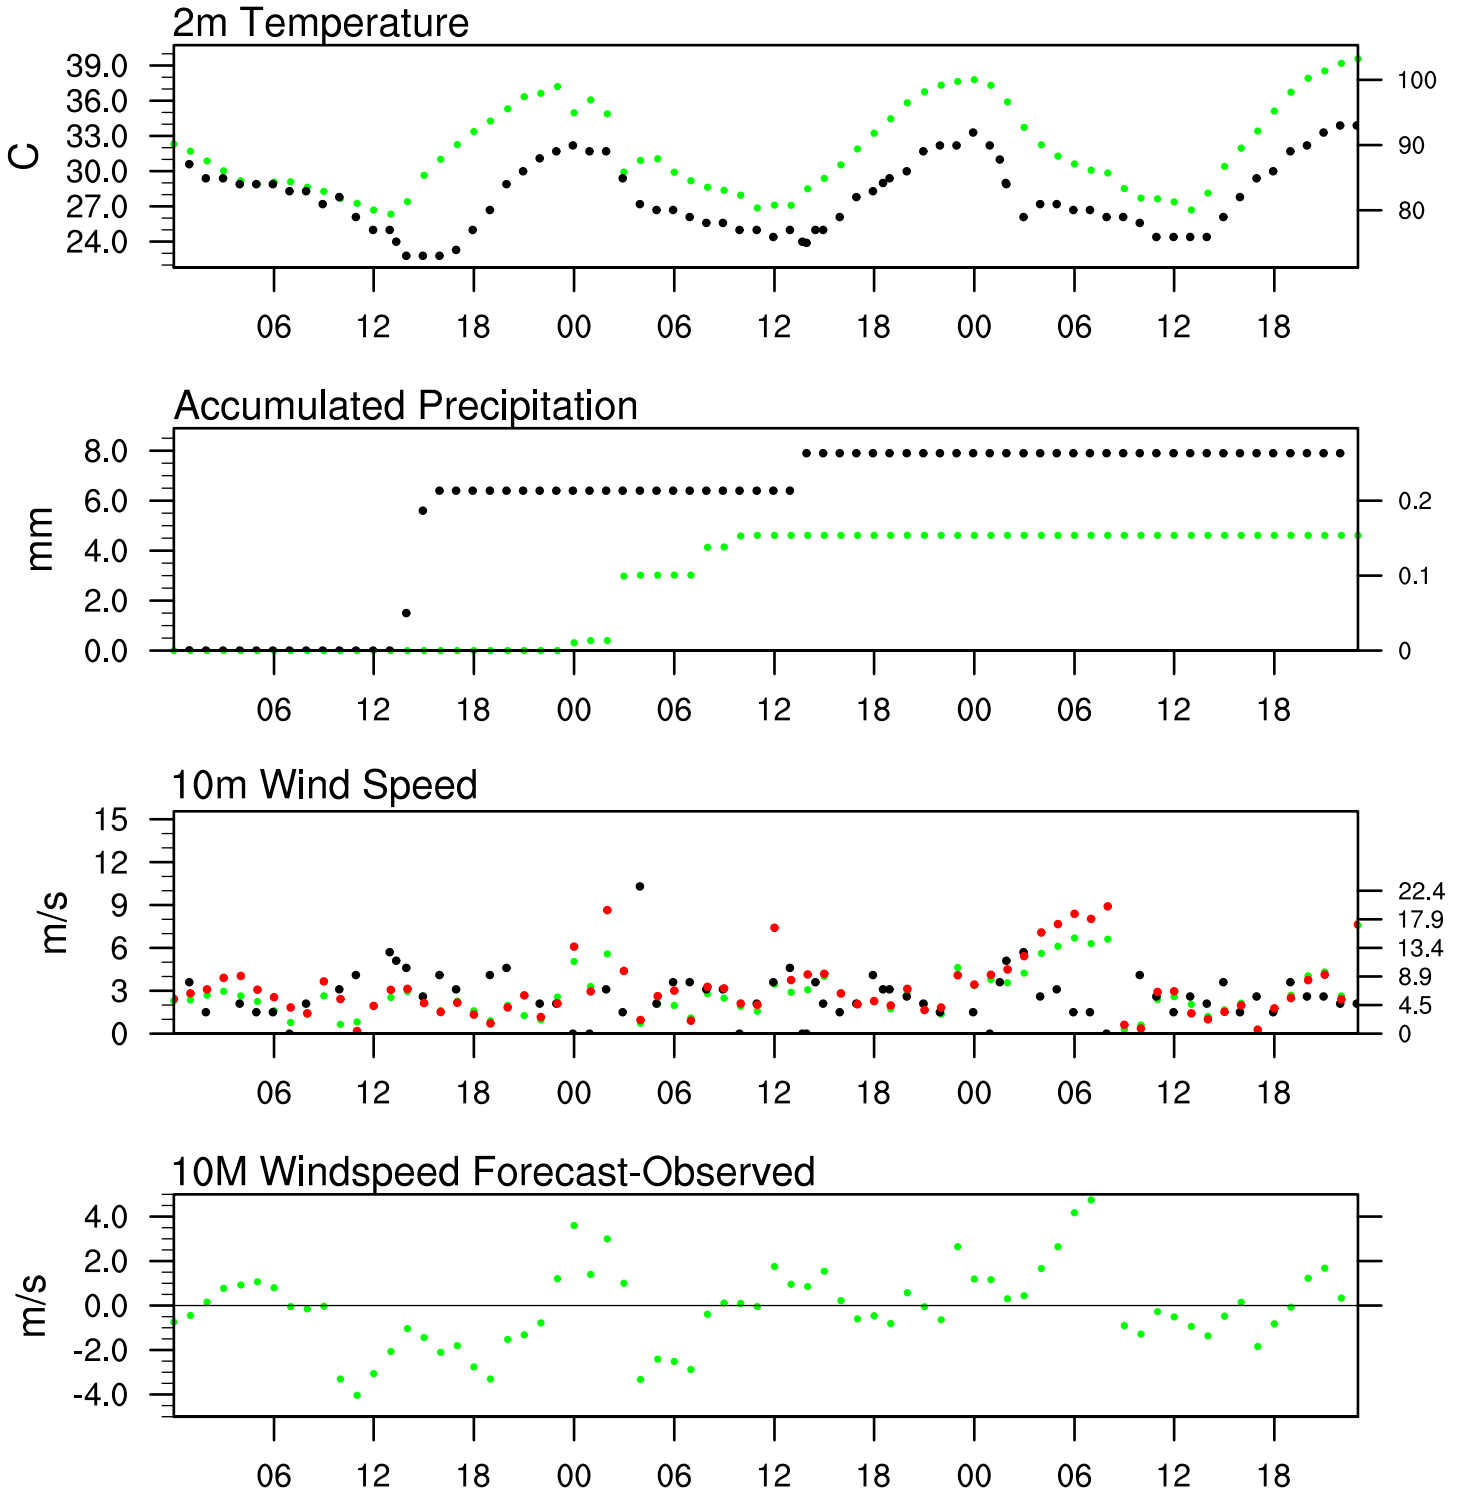 2m Temperature
39.0
36.0
33.0
30.0
27.0
24.0
C
100
90
80
06 12 18 00 06 12 18 00 06 12 18
Accumulated Precipitation
8.0
6.0
4.0
2.0
0.0
mm
0.2
0.1
0
06 12 18 00 06 12 18 00 06 12 18
10m Wind Speed
15
12
9
6
3
0
m/s
22.4
17.9
13.4
8.9
4.5
0
06 12 18 00 06 12 18 00 06 12 18
10M Windspeed Forecast-Observed
4.0
2.0
0.0
-2.0
-4.0
m/s
06 12 18 00 06 12 18 00 06 12 18